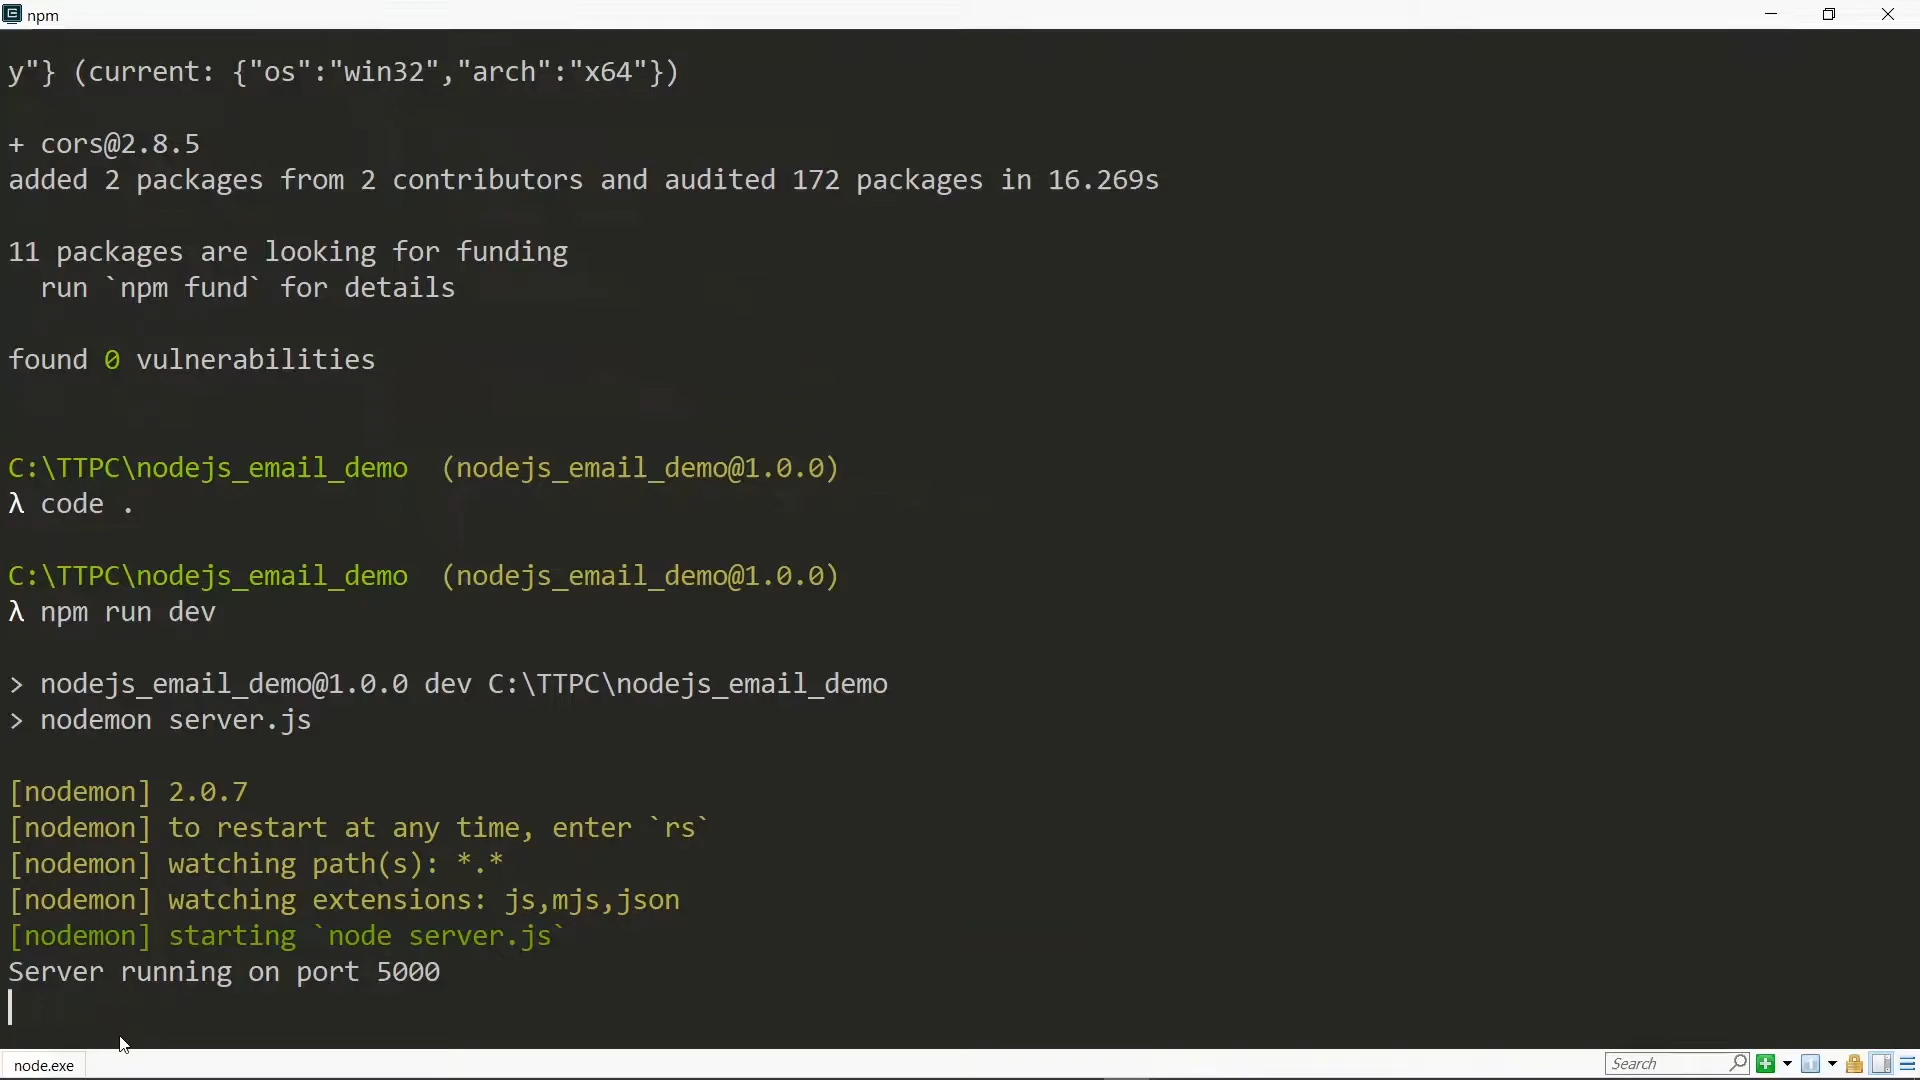 npm
y"} (current: {"os":"win32","arch":"x64"})
+ cors@2.8.5
added 2 packages from 2 contributors and audited 172 packages in 16.269s
11 packages are looking for funding
run `npm fund` for details
found 0 vulnerabilities
C:\TTPC\nodejs_email_demo (nodejs_email_demo@1.0.0)
λ code .
C:\TTPC\nodejs_email_demo (nodejs_email_demo@1.0.0)
λ npm run dev
> nodejs_email_demo@1.0.0 dev C:\TTPC\nodejs_email_demo
> nodemon server.js
[nodemon] 2.0.7
[nodemon] to restart at any time, enter `rs`
[nodemon] watching path(s): *.*
[nodemon] watching extensions: js,mjs,json
[nodemon] starting `node server.js`
Server running on port 5000
node.exe
Search